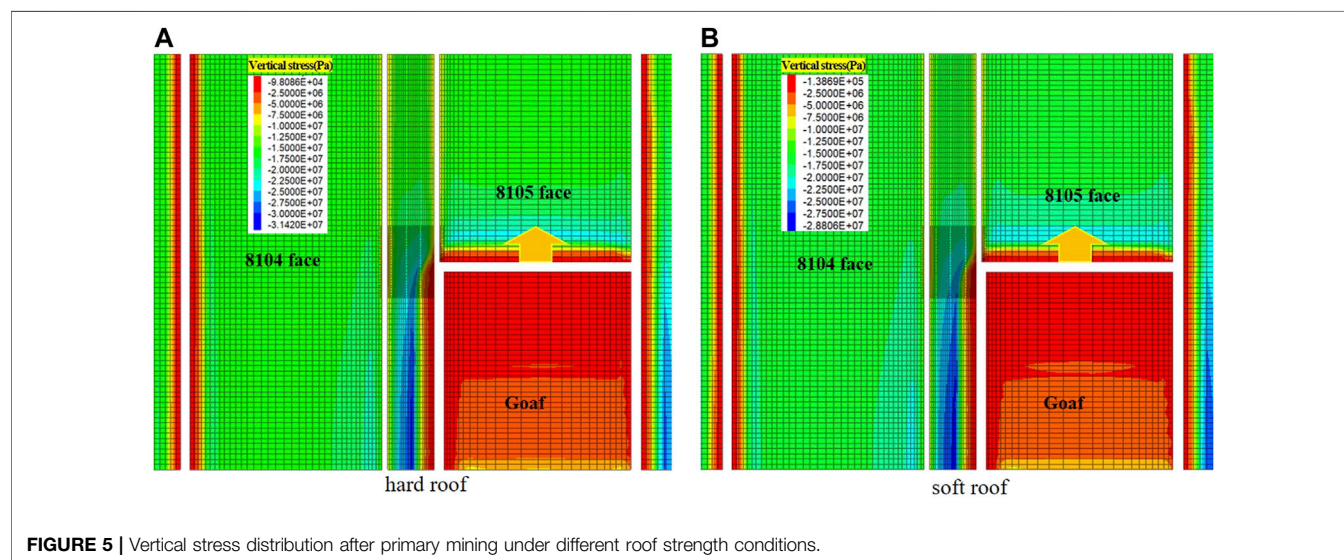 A
Vertical stress(Pa)
-9.8086E+04
-2.5000E+06
-5.0000E+06
-7.5000E+06
-1.0000E+07
-1.2500E+07
-1.5000E+07
-1.7500E+07
-2.0000E+07
-2.2500E+07
-2.5000E+07
-2.7500E+07
-3.0000E+07
-3.1420E+07
8105 face
8104 face
Goaf
hard roof
B
Vertical stress(Pa)
-1.3869E+05
-2.5000E+06
-5.0000E+06
-7.5000E+06
-1.0000E+07
-1.2500E+07
-1.5000E+07
-1.7500E+07
-2.0000E+07
-2.2500E+07
-2.5000E+07
-2.7500E+07
-2.8806E+07
8105 face
8104 face
Goaf
soft roof
FIGURE 5 | Vertical stress distribution after primary mining under different roof strength conditions.